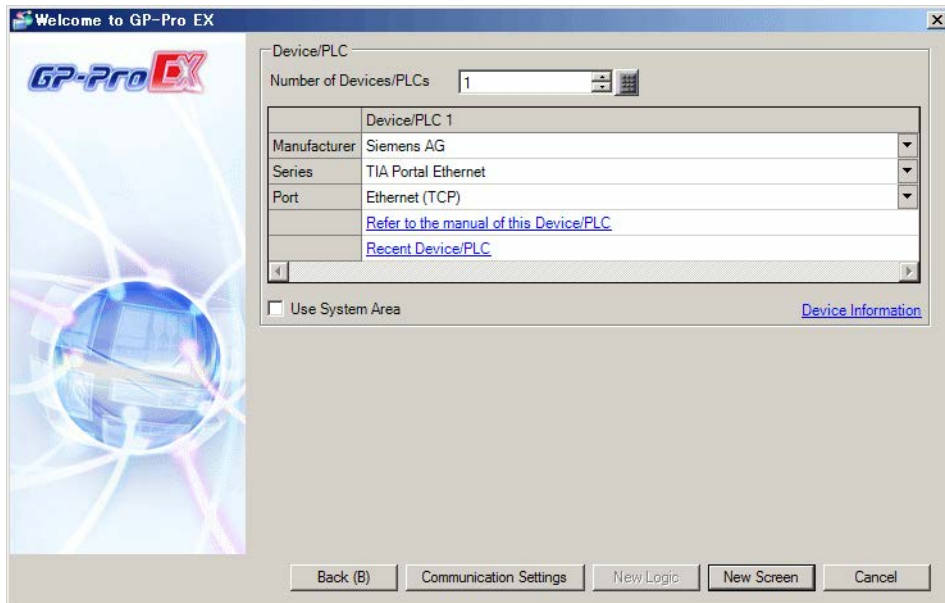 Welcome to GP-Pro EX
GP-Pro EX
Device/PLC
Number of Devices/PLCs 1
Device/PLC 1
Manufacturer Siemens AG
Series TIA Portal Ethernet
Port Ethernet (TCP)
Refer to the manual of this Device/PLC
Recent Device/PLC
Use System Area Device Information
Back (B) Communication Settings New Logic New Screen Cancel